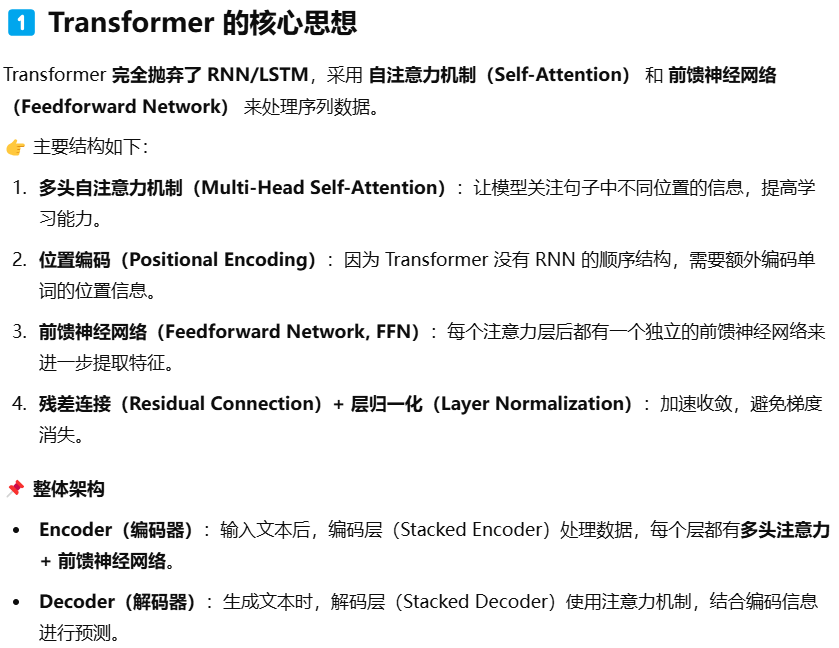 1 Transformer 的核心思想
Transformer 完全抛弃了 RNN/LSTM，采用 自注意力机制（Self-Attention） 和 前馈神经网络
（Feedforward Network） 来处理序列数据。
👉 主要结构如下：
1. 多头自注意力机制（Multi-Head Self-Attention）：让模型关注句子中不同位置的信息，提高学
习能力。
2. 位置编码（Positional Encoding）：因为 Transformer 没有 RNN 的顺序结构，需要额外编码单
词的位置信息。
3. 前馈神经网络（Feedforward Network, FFN）：每个注意力层后都有一个独立的前馈神经网络来
进一步提取特征。
4. 残差连接（Residual Connection）+ 层归一化（Layer Normalization）：加速收敛，避免梯度
消失。
📌 整体架构
• Encoder（编码器）：输入文本后，编码层（Stacked Encoder）处理数据，每个层都有多头注意力
+ 前馈神经网络。
• Decoder（解码器）：生成文本时，解码层（Stacked Decoder）使用注意力机制，结合编码信息
进行预测。